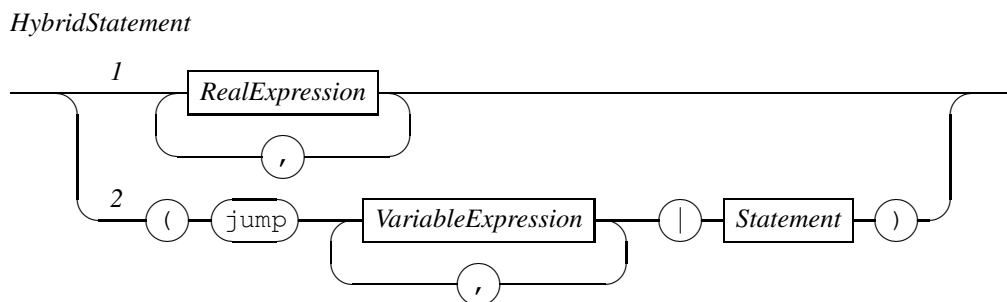 HybridStatement
1 RealExpression
,
2 ( jump VariableExpression | Statement )
,